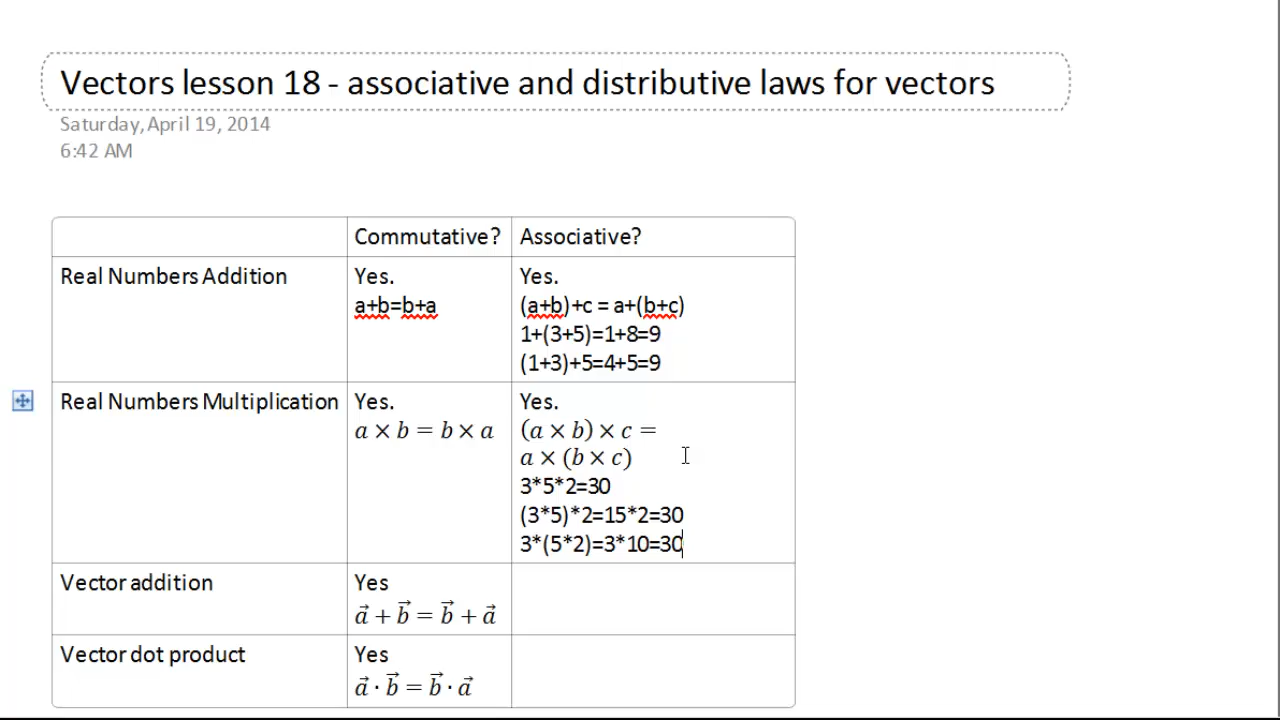 Vectors lesson 18 - associative and distributive laws for vectors
Saturday, April 19, 2014
6:42 AM
Commutative? Associative?
Real Numbers Addition Yes. Yes.
a+b=b+a (a+b)+c = a+(b+c)
1+(3+5)=1+8=9
(1+3)+5=4+5=9
Real Numbers Multiplication Yes. Yes.
a × b = b × a (a × b) × c =
a × (b × c)
3*5*2=30
(3*5)*2=15*2=30
3*(5*2)=3*10=30
Vector addition Yes
a⃗ + b⃗ = b⃗ + a⃗
Vector dot product Yes
a⃗ · b⃗ = b⃗ · a⃗